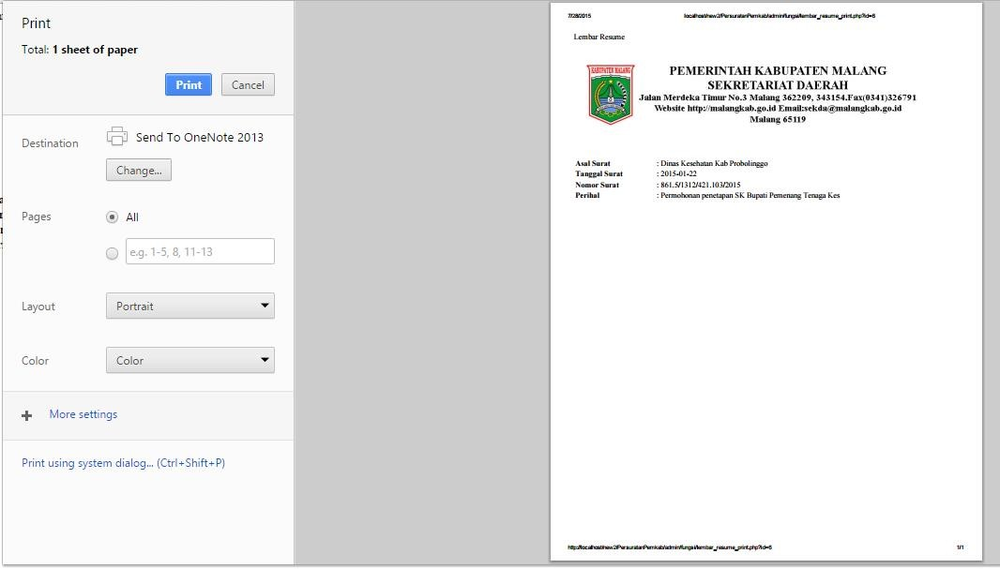 Print
Total: 1 sheet of paper
Print Cancel
Destination Send To OneNote 2013
Change...
Pages All
e.g. 1-5, 8, 11-13
Layout Portrait
Color Color
More settings
Print using system dialog... (Ctrl+Shift+P)
7/28/2015 localhost/new2/PersuratanPemkab/admin/fungsi/lembar_resume_print.php?id=6
Lembar Resume
KABUPATEN MALANG
PEMERINTAH KABUPATEN MALANG
SEKRETARIAT DAERAH
Jalan Merdeka Timur No.3 Malang 362209, 343154.Fax(0341)326791
Website http://malangkab.go.id Email:sekda@malangkab.go.id
Malang 65119
Asal Surat : Dinas Kesehatan Kab Probolinggo
Tanggal Surat : 2015-01-22
Nomor Surat : 861.5/1312/421.103/2015
Perihal : Permohonan penetapan SK Bupati Pemenang Tenaga Kes
http://localhost/new2/PersuratanPemkab/admin/fungsi/lembar_resume_print.php?id=6 1/1